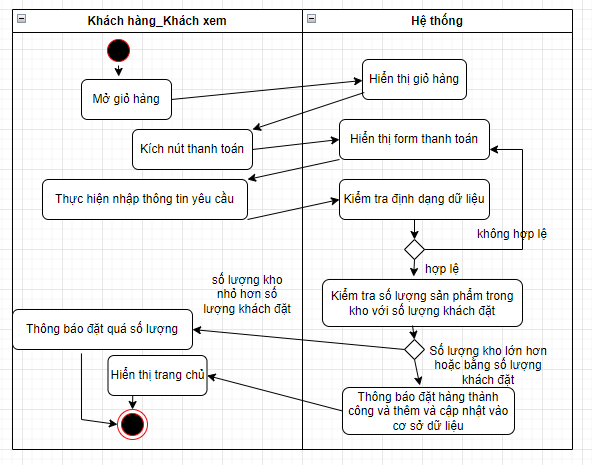 Khách hàng_Khách xem
Hệ thống
Mở giỏ hàng
Hiển thị giỏ hàng
Kích nút thanh toán
Hiển thị form thanh toán
Thực hiện nhập thông tin yêu cầu
Kiểm tra định dạng dữ liệu
không hợp lệ
hợp lệ
số lượng kho
nhỏ hơn số
lượng khách đặt
Kiểm tra số lượng sản phẩm trong
kho với số lượng khách đặt
Thông báo đặt quá số lượng
Số lượng kho lớn hơn
hoặc bằng số lượng
khách đặt
Hiển thị trang chủ
Thông báo đặt hàng thành
công và thêm và cập nhật vào
cơ sở dữ liệu